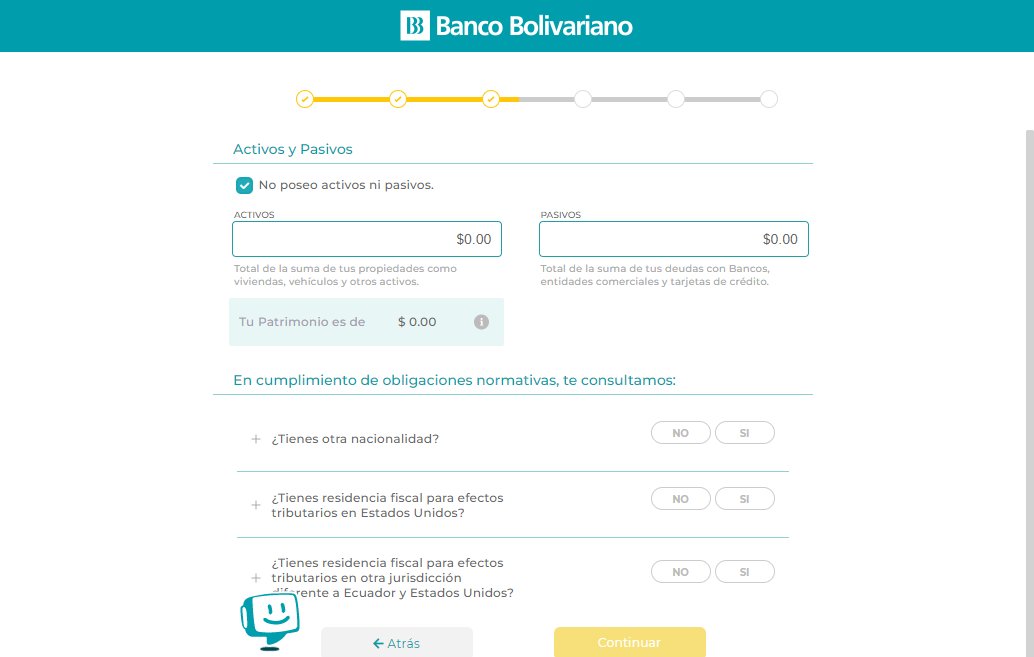 Banco Bolivariano
Activos y Pasivos
No poseo activos ni pasivos.
ACTIVOS
PASIVOS
$0.00
$0.00
Total de la suma de tus propiedades como
viviendas, vehículos y otros activos.
Total de la suma de tus deudas con Bancos,
entidades comerciales y tarjetas de crédito.
Tu Patrimonio es de $ 0.00
En cumplimiento de obligaciones normativas, te consultamos:
+ ¿Tienes otra nacionalidad?
NO SI
+ ¿Tienes residencia fiscal para efectos
tributarios en Estados Unidos?
NO SI
+ ¿Tienes residencia fiscal para efectos
tributarios en otra jurisdicción
diferente a Ecuador y Estados Unidos?
NO SI
← Atrás
Continuar